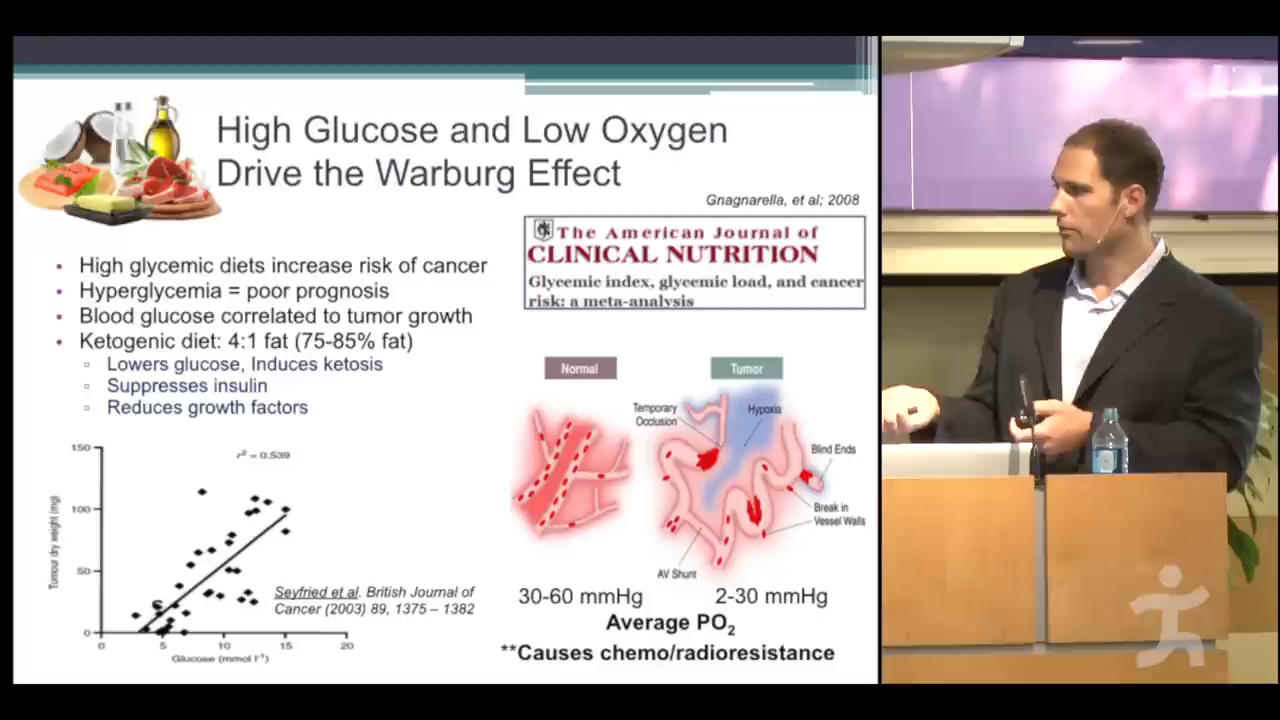 High Glucose and Low Oxygen
Drive the Warburg Effect
Gnagnarella, et al; 2008
The American Journal of
CLINICAL NUTRITION
Glycemic index, glycemic load, and cancer
risk: a meta-analysis
• High glycemic diets increase risk of cancer
• Hyperglycemia = poor prognosis
• Blood glucose correlated to tumor growth
• Ketogenic diet: 4:1 fat (75-85% fat)
Lowers glucose, Induces ketosis
Suppresses insulin
Reduces growth factors
Normal
Tumor
Temporary
Occlusion
Hypoxia
Blind Ends
Break in
Vessel Walls
AV Shunt
30-60 mmHg
2-30 mmHg
Average PO₂
**Causes chemo/radioresistance
r² = 0.539
Tumour dry weight (mg)
150
100
50
0
0 5 10 15 20
Glucose (mmol l⁻¹)
Seyfried et al. British Journal of
Cancer (2003) 89, 1375 – 1382